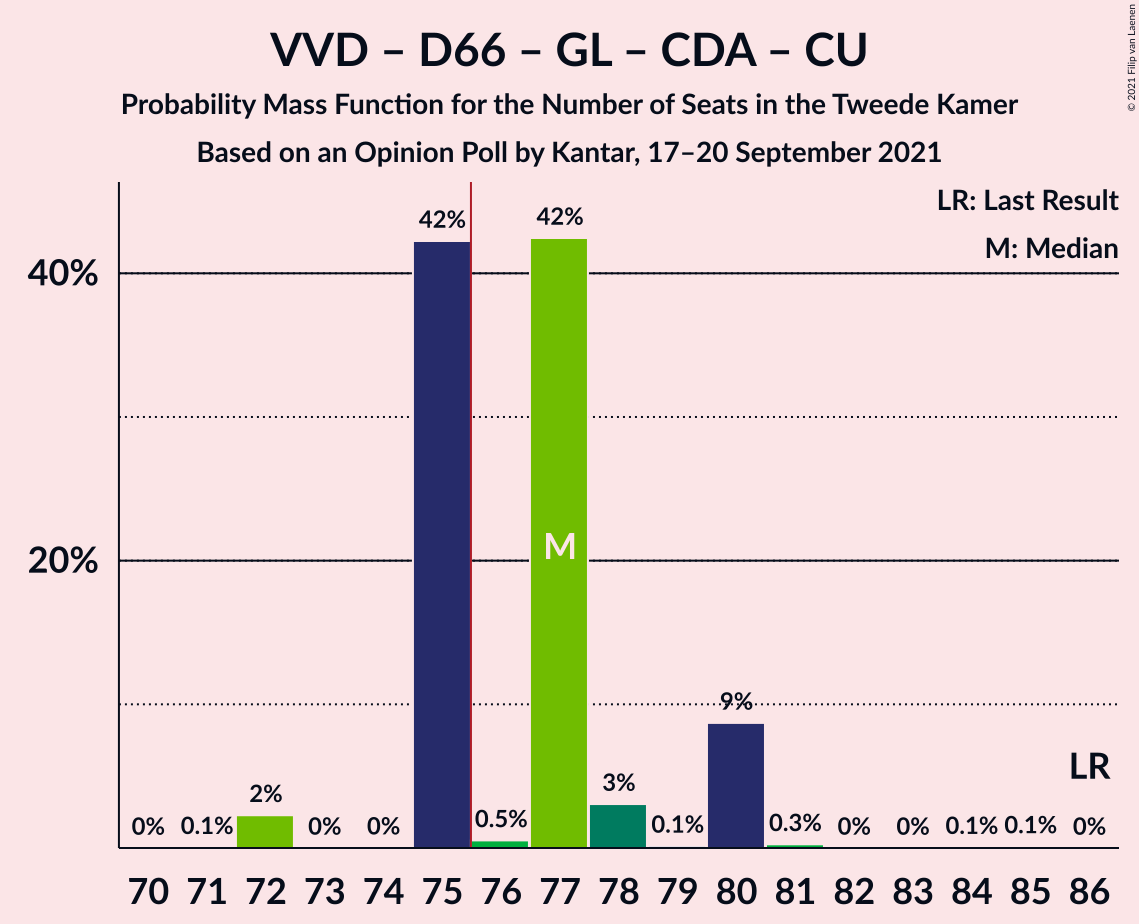 VVD – D66 – GL – CDA – CU
Probability Mass Function for the Number of Seats in the Tweede Kamer
Based on an Opinion Poll by Kantar, 17–20 September 2021
© 2021 Filip van Laenen
LR: Last Result
M: Median
40%
20%
0% 0.1% 2% 0% 0% 42% 0.5% 42% 3% 0.1% 9% 0.3% 0% 0% 0.1% 0.1% 0%
M
LR
70 71 72 73 74 75 76 77 78 79 80 81 82 83 84 85 86